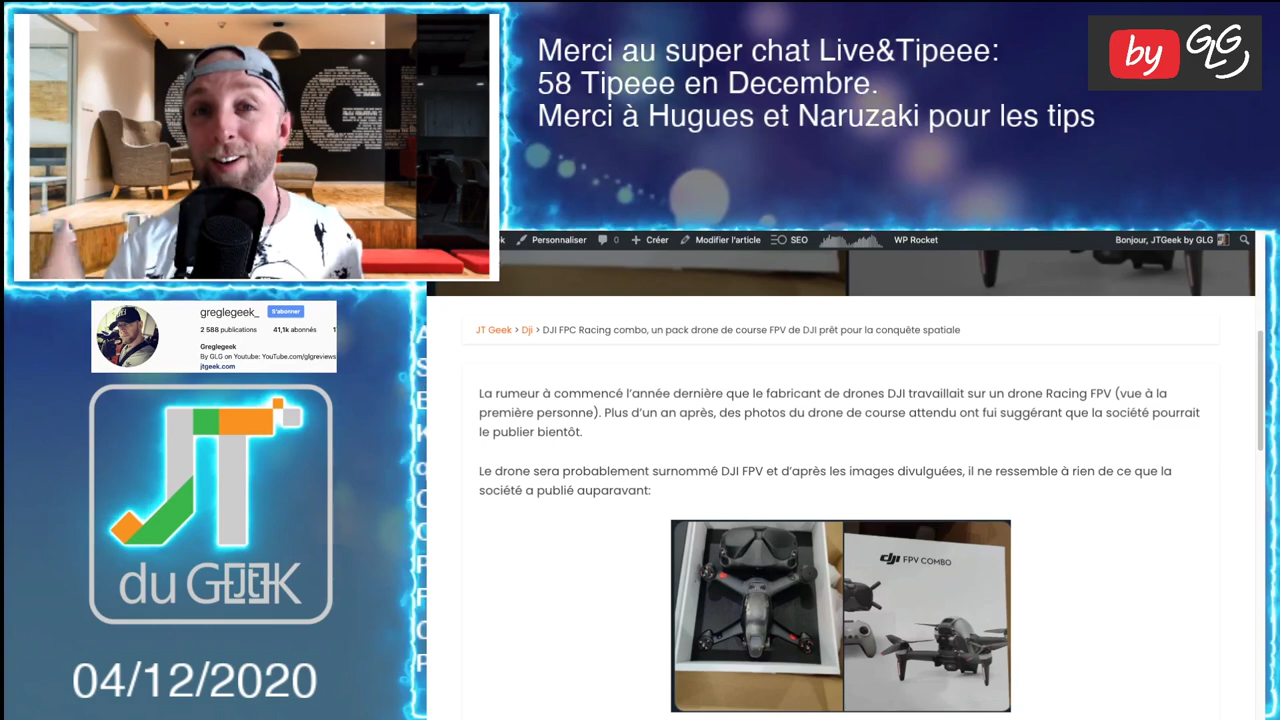 Merci au super chat Live&Tipeee:
58 Tipeee en Decembre.
Merci à Hugues et Naruzaki pour les tips
by GLG
Personnaliser 0 Créer Modifier l'article SEO WP Rocket Bonjour, JTGeek by GLG
greglegeek_ S'abonner
2 588 publications 41,1k abonnés
Greglegeek
By GLG on Youtube: YouTube.com/glgreviews
jtgeek.com
JT
du GEEK
04/12/2020
JT Geek > Dji > DJI FPC Racing combo, un pack drone de course FPV de DJI prêt pour la conquête spatiale
La rumeur à commencé l'année dernière que le fabricant de drones DJI travaillait sur un drone Racing FPV (vue à la
première personne). Plus d'un an après, des photos du drone de course attendu ont fui suggérant que la société pourrait
le publier bientôt.
Le drone sera probablement surnommé DJI FPV et d'après les images divulguées, il ne ressemble à rien de ce que la
société a publié auparavant:
dji FPV COMBO